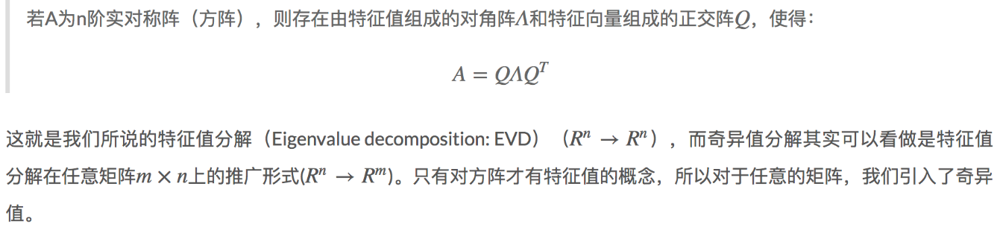 若A为n阶实对称阵（方阵），则存在由特征值组成的对角阵Λ和特征向量组成的正交阵Q，使得：
A = QΛQ^T
这就是我们所说的特征值分解（Eigenvalue decomposition: EVD）（R^n → R^n），而奇异值分解其实可以看做是特征值
分解在任意矩阵m × n上的推广形式(R^n → R^m)。只有对方阵才有特征值的概念，所以对于任意的矩阵，我们引入了奇异
值。